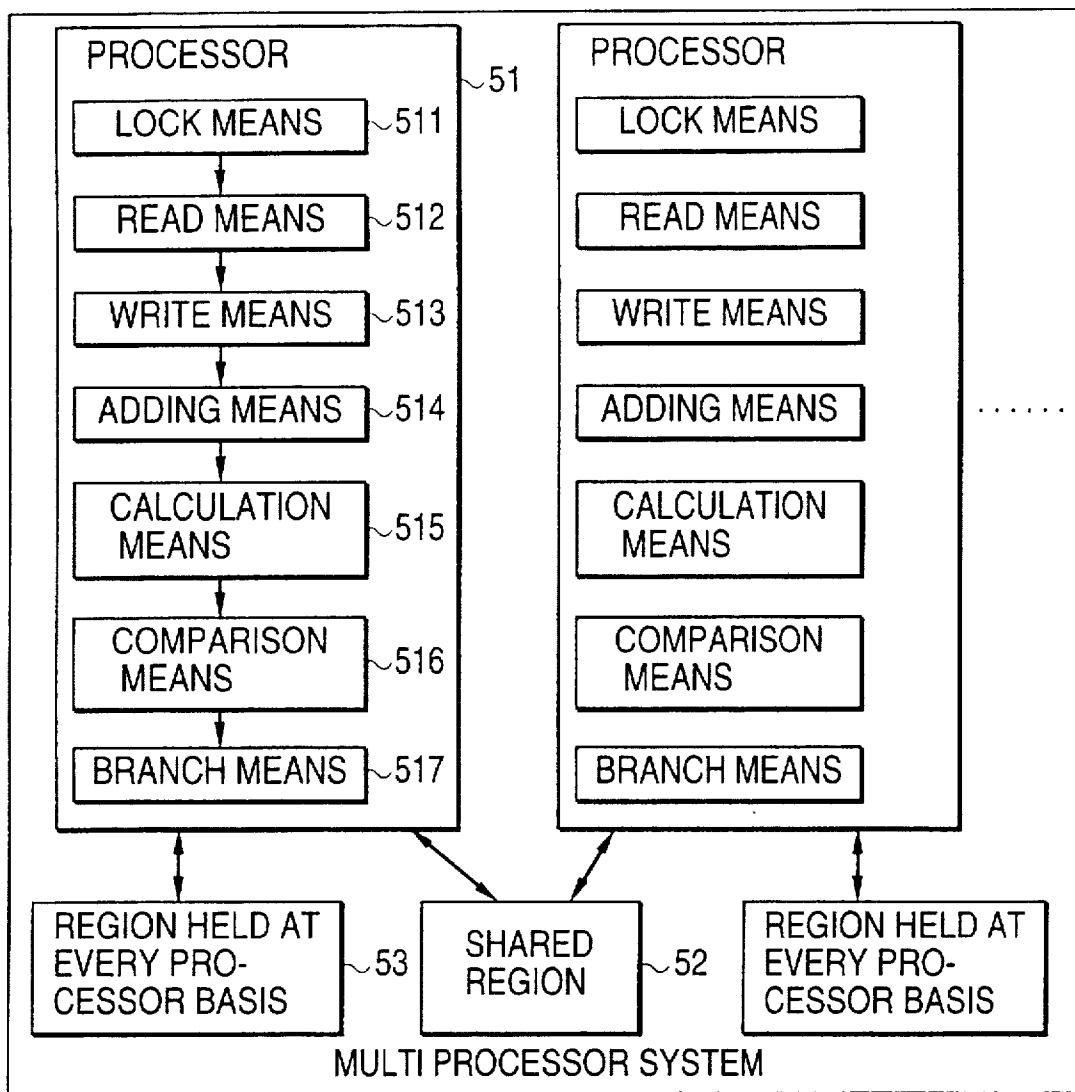 PROCESSOR
51
LOCK MEANS
511
READ MEANS
512
WRITE MEANS
513
ADDING MEANS
514
CALCULATION
MEANS
515
COMPARISON
MEANS
516
BRANCH MEANS
517
PROCESSOR
LOCK MEANS
READ MEANS
WRITE MEANS
ADDING MEANS
......
CALCULATION
MEANS
COMPARISON
MEANS
BRANCH MEANS
REGION HELD AT
EVERY PRO-
CESSOR BASIS
53
SHARED
REGION
52
REGION HELD AT
EVERY PRO-
CESSOR BASIS
MULTI PROCESSOR SYSTEM